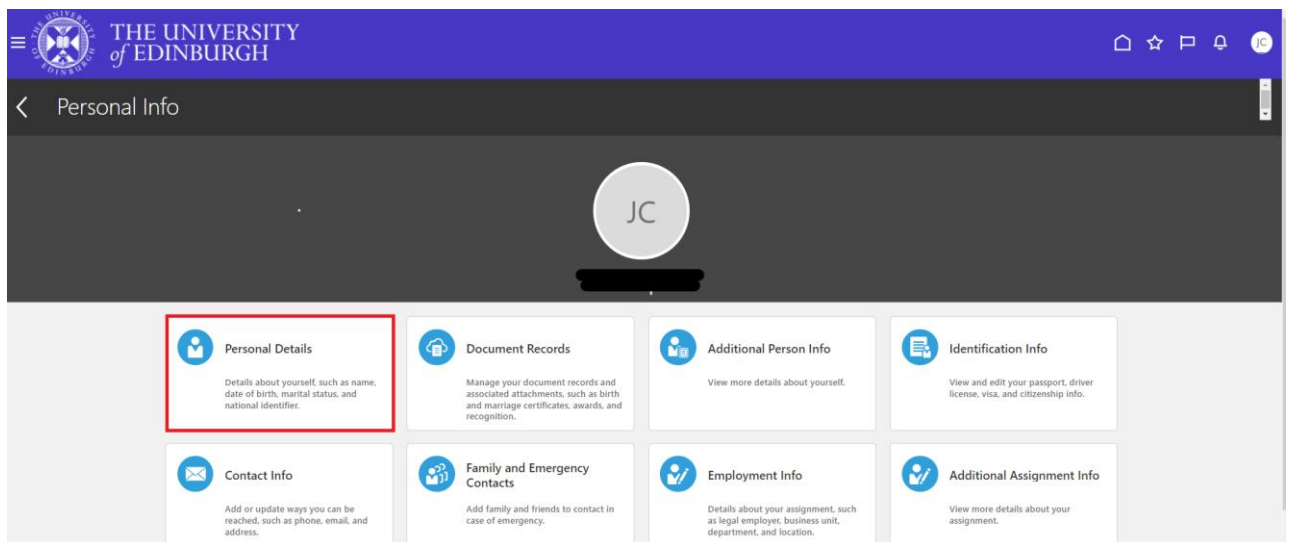 THE UNIVERSITY
of EDINBURGH
JC
Personal Info
JC
Personal Details
Details about yourself, such as name,
date of birth, marital status, and
national identifier.
Document Records
Manage your document records and
associated attachments, such as birth
and marriage certificates, awards, and
recognition.
Additional Person Info
View more details about yourself.
Identification Info
View and edit your passport, driver
license, visa, and citizenship info.
Contact Info
Add or update ways you can be
reached, such as phone, email, and
address.
Family and Emergency
Contacts
Add family and friends to contact in
case of emergency.
Employment Info
Details about your assignment, such
as legal employer, business unit,
department, and location.
Additional Assignment Info
View more details about your
assignment.